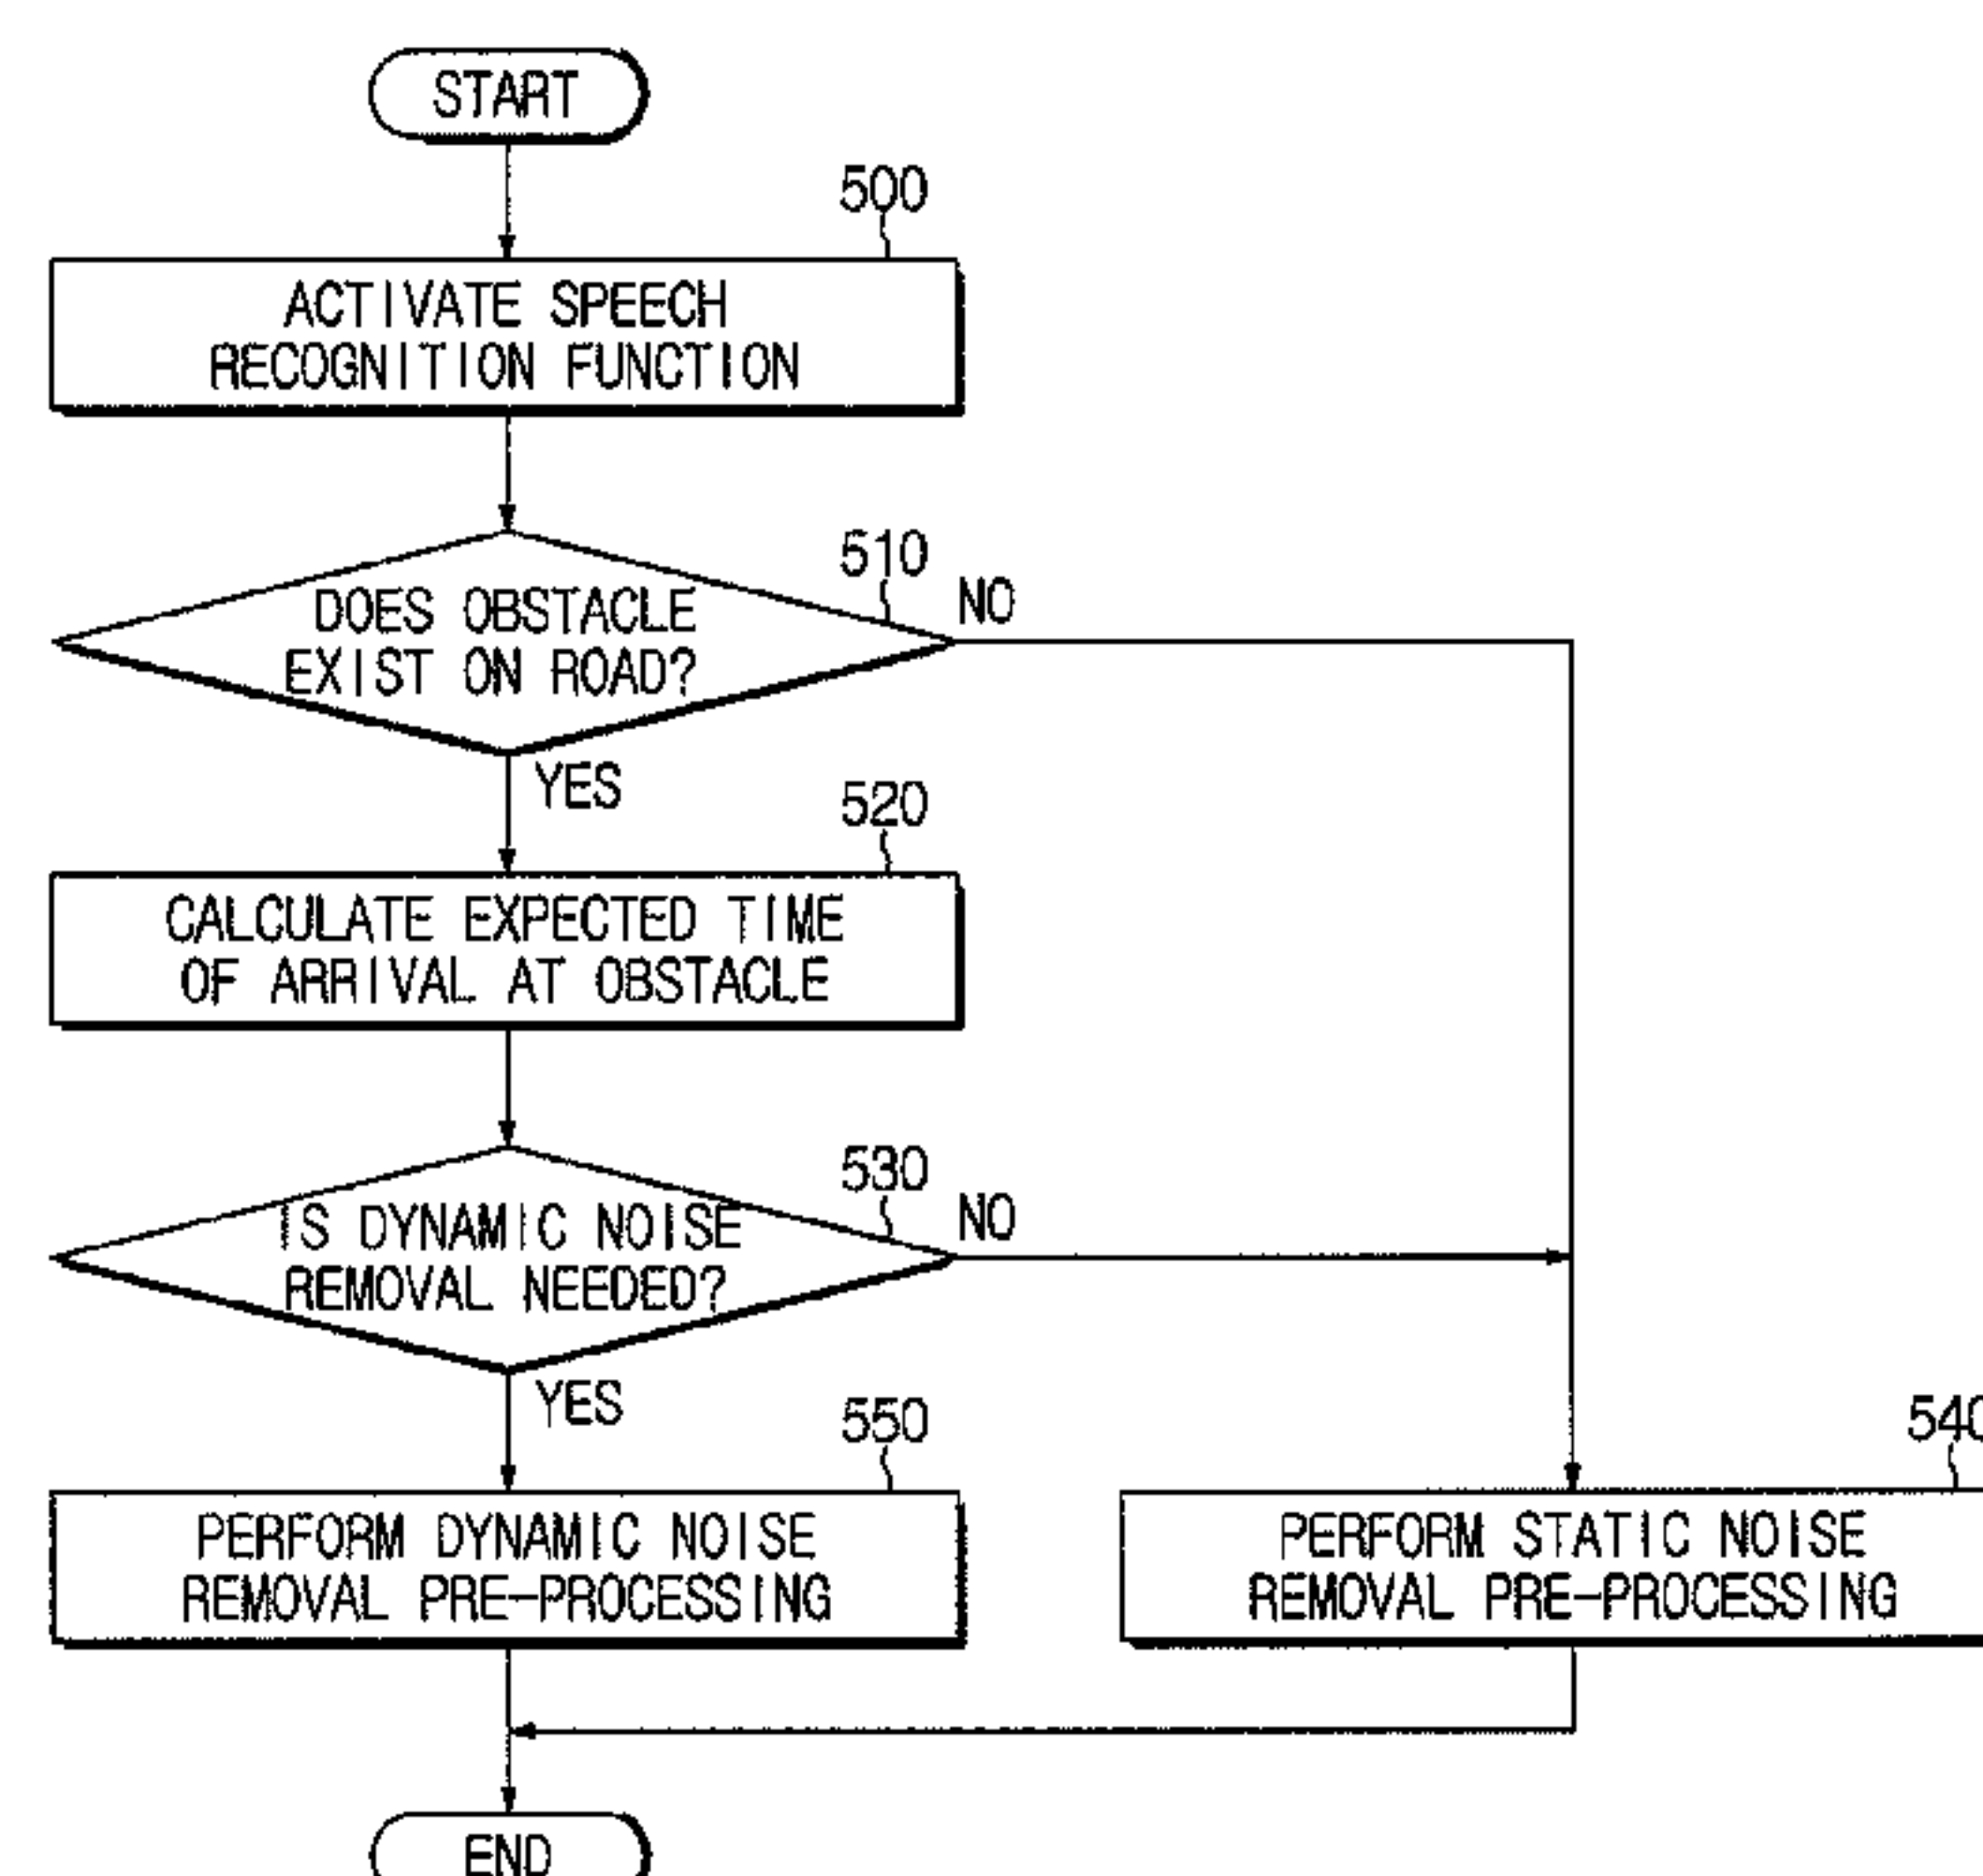 START
500
ACTIVATE SPEECH
RECOGNITION FUNCTION
510
NO
DOES OBSTACLE
EXIST ON ROAD?
YES
520
CALCULATE EXPECTED TIME
OF ARRIVAL AT OBSTACLE
530
NO
IS DYNAMIC NOISE
REMOVAL NEEDED?
YES
550
540
PERFORM DYNAMIC NOISE
REMOVAL PRE-PROCESSING
PERFORM STATIC NOISE
REMOVAL PRE-PROCESSING
END